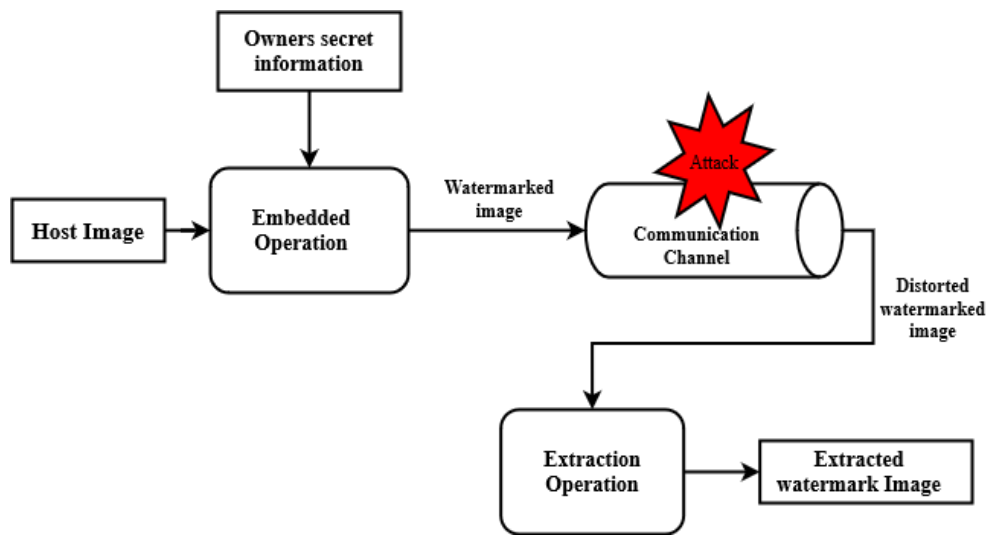 Owners secret
information
Host Image
Embedded
Operation
Watermarked
image
Attack
Communication
Channel
Distorted
watermarked
image
Extraction
Operation
Extracted
watermark Image